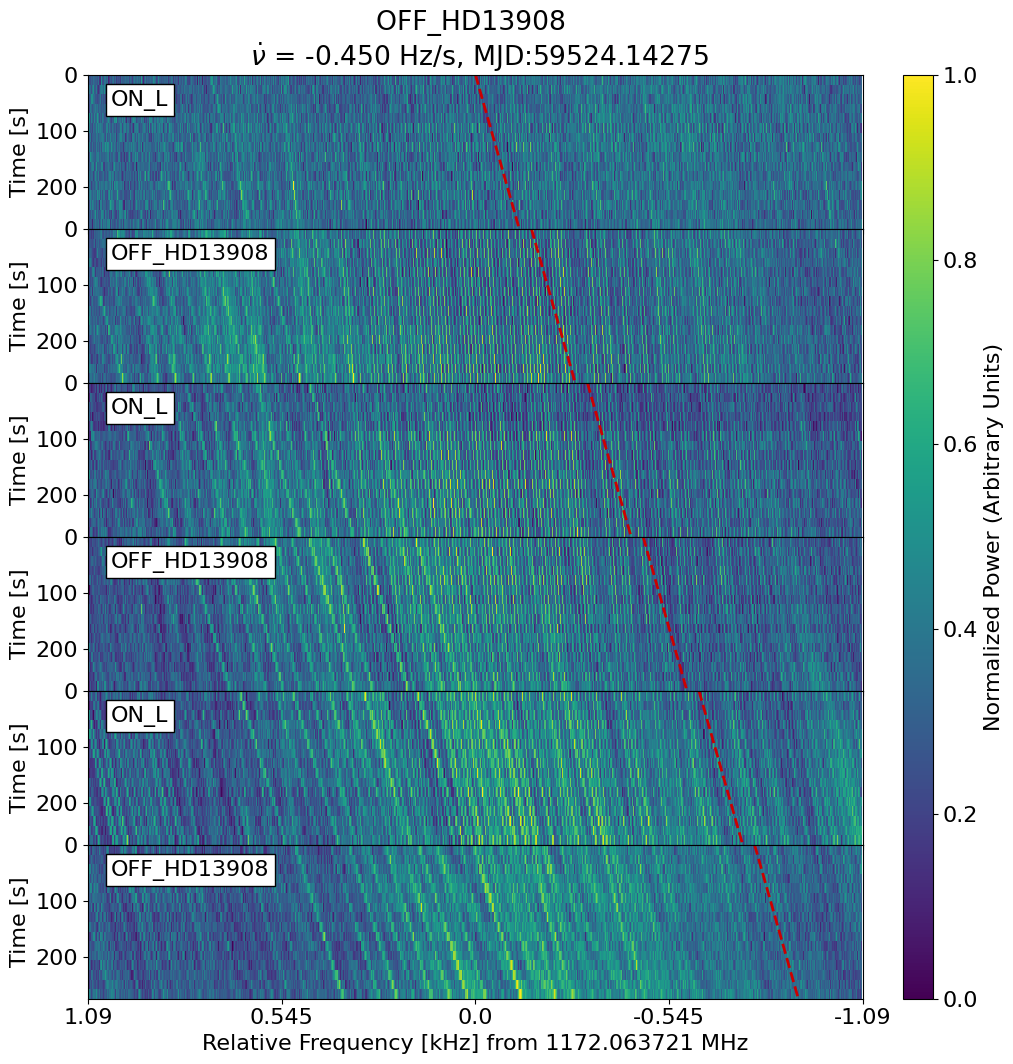 OFF_HD13908
ν̇ = -0.450 Hz/s, MJD:59524.14275
0
ON_L
100
200
Time [s]
0
OFF_HD13908
100
200
Time [s]
0
ON_L
100
200
Time [s]
0
OFF_HD13908
100
200
Time [s]
0
ON_L
100
200
Time [s]
0
OFF_HD13908
100
200
Time [s]
1.09 0.545 0.0 -0.545 -1.09
Relative Frequency [kHz] from 1172.063721 MHz
1.0
0.8
0.6
0.4
0.2
0.0
Normalized Power (Arbitrary Units)